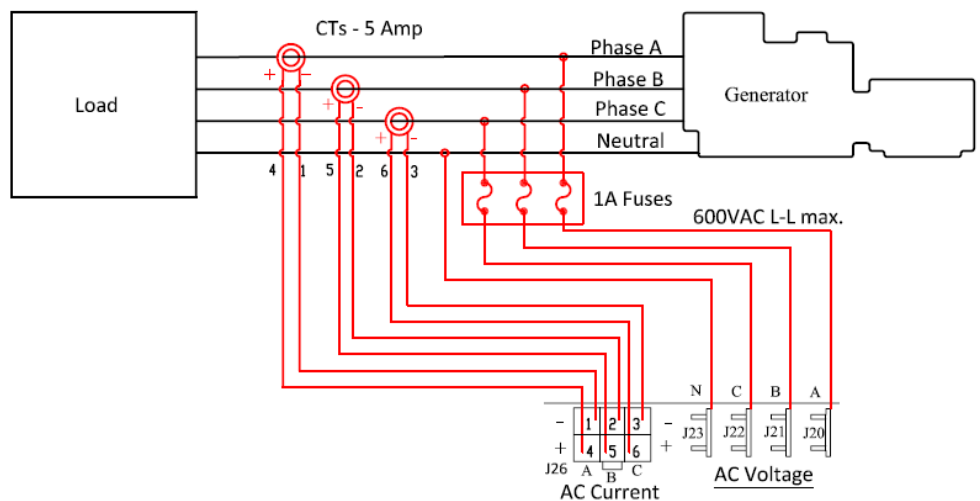 CTs - 5 Amp
Phase A
Phase B
Phase C
Neutral
Load
Generator
+ -
+ -
+ -
4 1 5 2 6 3
1A Fuses
600VAC L-L max.
N C B A
- 1 2 3 -
+ 4 5 6 +
J23 J22 J21 J20
J26 A B C
AC Current
AC Voltage